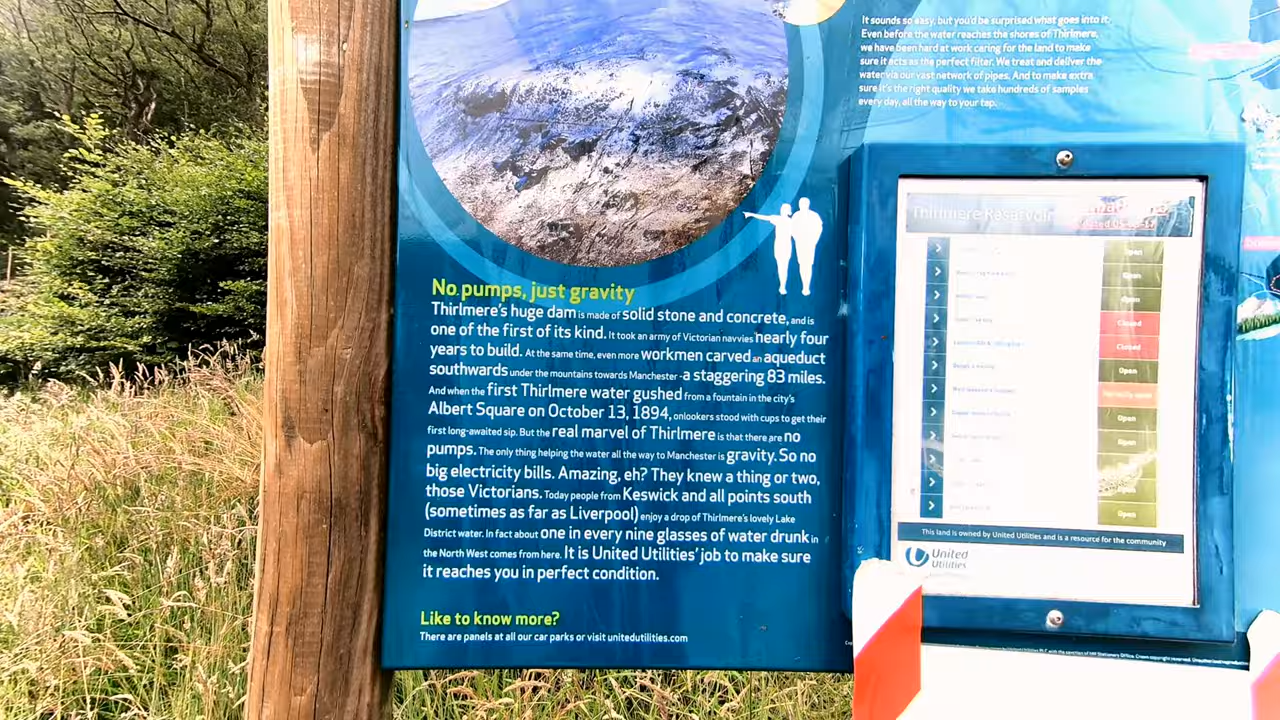 It sounds so easy, but you'd be surprised what goes into it.
Even before the water reaches the shores of Thirlmere,
we have been hard at work caring for the land to make
sure it acts as the perfect filter. We treat and deliver the
water via our vast network of pipes. And to make extra
sure it's the right quality we take hundreds of samples
every day, all the way to your tap.
No pumps, just gravity
Thirlmere's huge dam is made of solid stone and concrete, and is
one of the first of its kind. It took an army of Victorian navvies nearly four
years to build. At the same time, even more workmen carved an aqueduct
southwards under the mountains towards Manchester - a staggering 83 miles.
And when the first Thirlmere water gushed from a fountain in the city's
Albert Square on October 13, 1894, onlookers stood with cups to get their
first long-awaited sip. But the real marvel of Thirlmere is that there are no
pumps. The only thing helping the water all the way to Manchester is gravity. So no
big electricity bills. Amazing, eh? They knew a thing or two,
those Victorians. Today people from Keswick and all points south
(sometimes as far as Liverpool) enjoy a drop of Thirlmere's lovely Lake
District water. In fact about one in every nine glasses of water drunk in
the North West comes from here. It is United Utilities' job to make sure
it reaches you in perfect condition.
Like to know more?
There are panels at all our car parks or visit unitedutilities.com
Thirlmere Reservoir
Open
Open
Open
Closed
Closed
Open
Open
Open
Open
This land is owned by United Utilities and is a resource for the community
United
Utilities